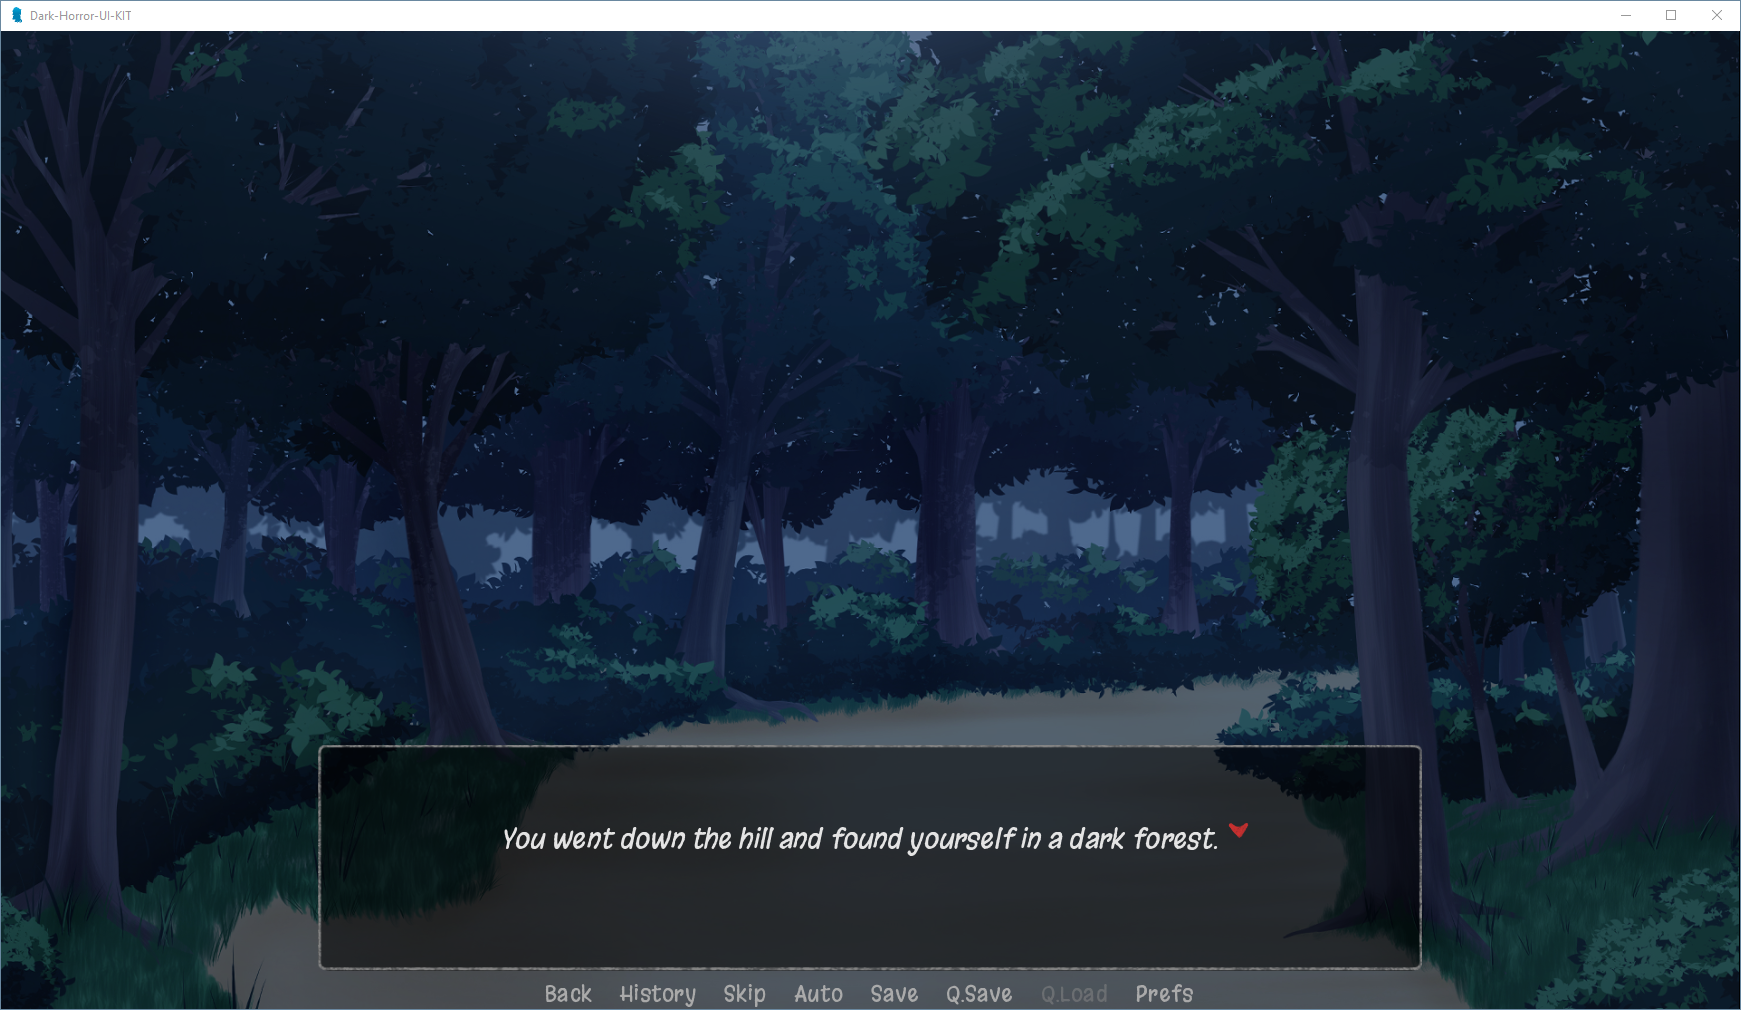 Dark-Horror-UI-KIT
You went down the hill and found yourself in a dark forest.
Back History Skip Auto Save Q.Save Q.Load Prefs